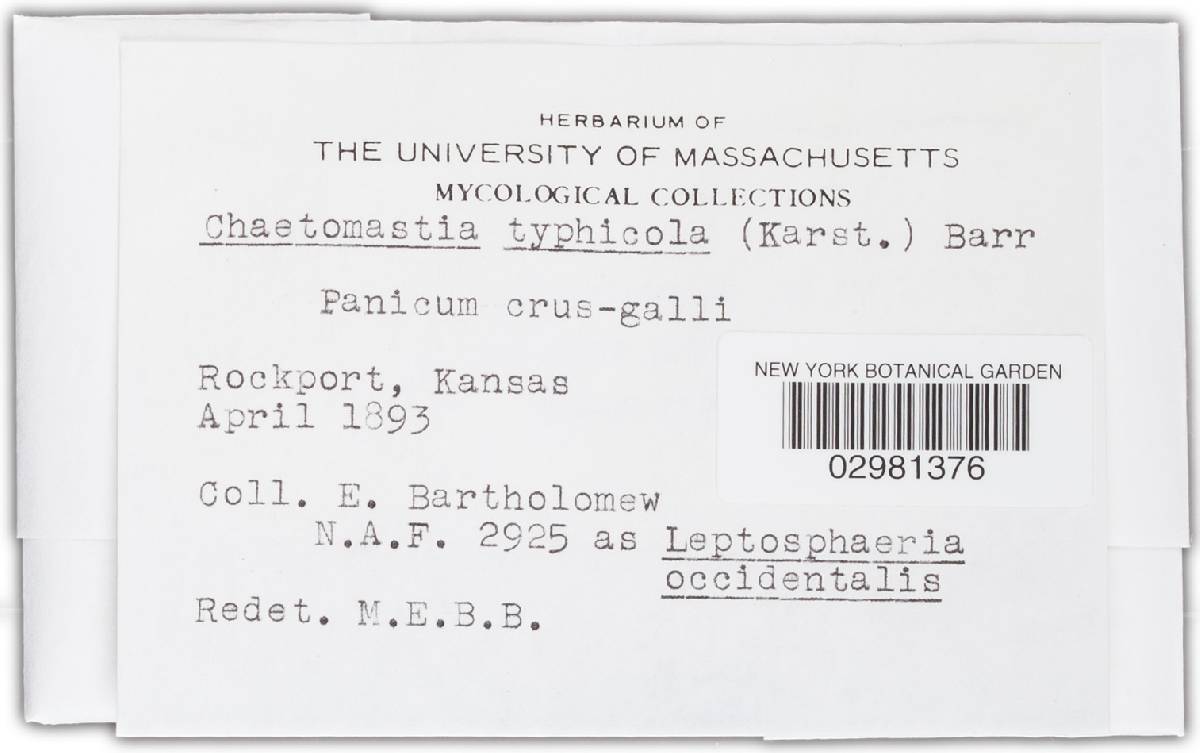 HERBARIUM OF
THE UNIVERSITY OF MASSACHUSETTS
MYCOLOGICAL COLLECTIONS
Chaetomastia typhicola (Karst.) Barr
Panicum crus-galli
NEW YORK BOTANICAL GARDEN
02981376
Rockport, Kansas
April 1893
Coll. E. Bartholomew
N.A.F. 2925 as Leptosphaeria
occidentalis
Redet. M.E.B.B.